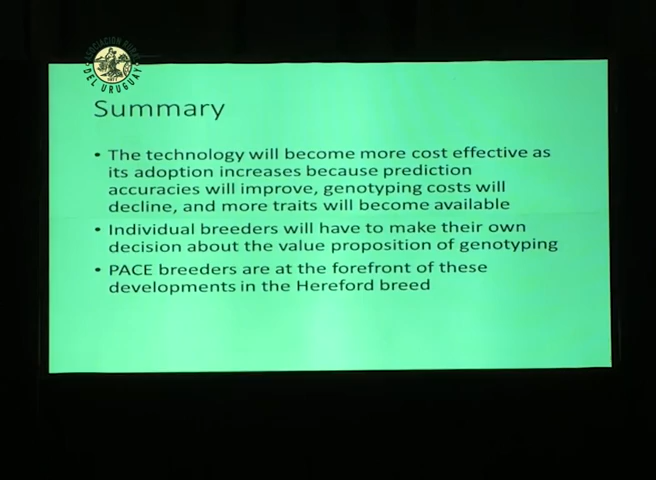 ASOCIACION RURAL
DEL URUGUAY
Summary
• The technology will become more cost effective as
its adoption increases because prediction
accuracies will improve, genotyping costs will
decline, and more traits will become available
• Individual breeders will have to make their own
decision about the value proposition of genotyping
• PACE breeders are at the forefront of these
developments in the Hereford breed